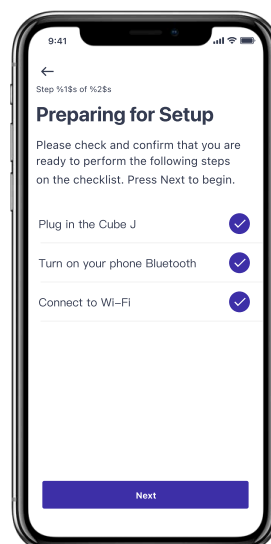 9:41
Step %1$s of %2$s
Preparing for Setup
Please check and confirm that you are
ready to perform the following steps
on the checklist. Press Next to begin.
Plug in the Cube J
Turn on your phone Bluetooth
Connect to Wi-Fi
Next